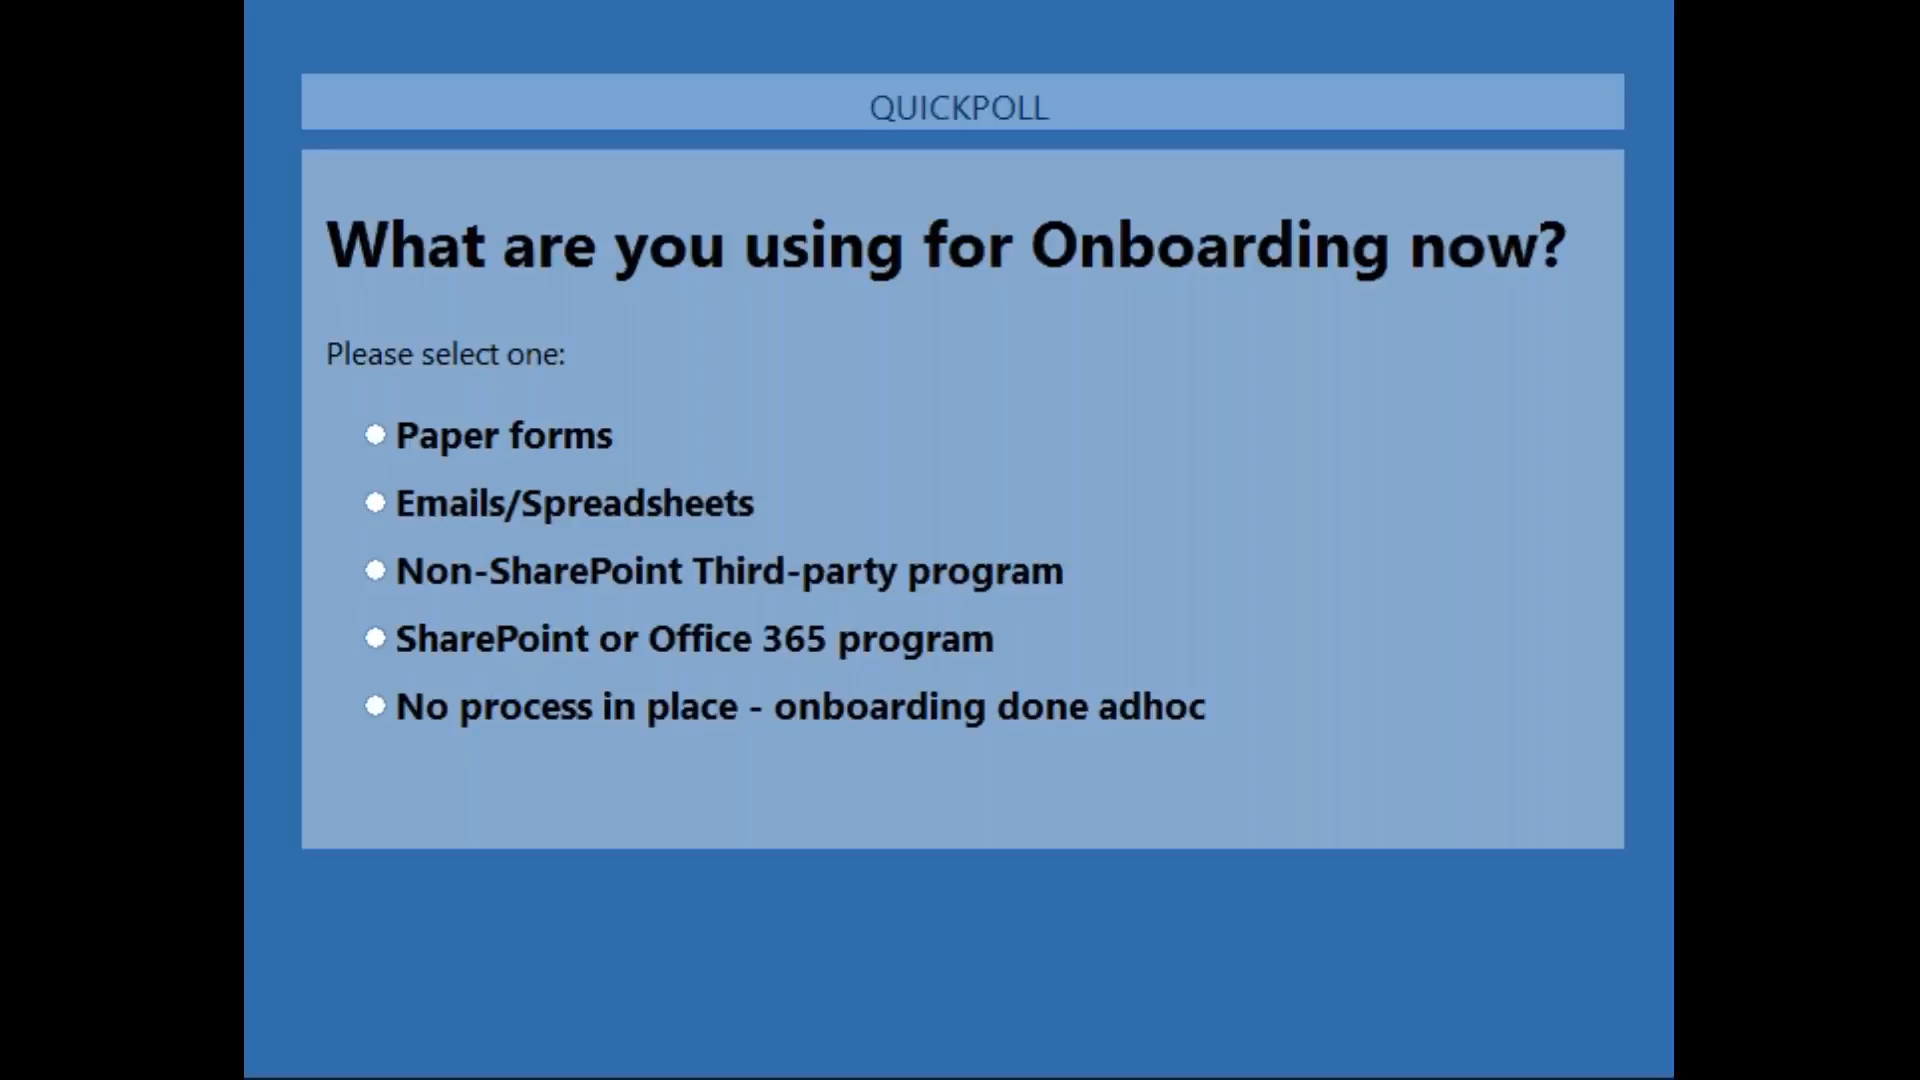 QUICKPOLL
What are you using for Onboarding now?
Please select one:
Paper forms
Emails/Spreadsheets
Non-SharePoint Third-party program
SharePoint or Office 365 program
No process in place - onboarding done adhoc